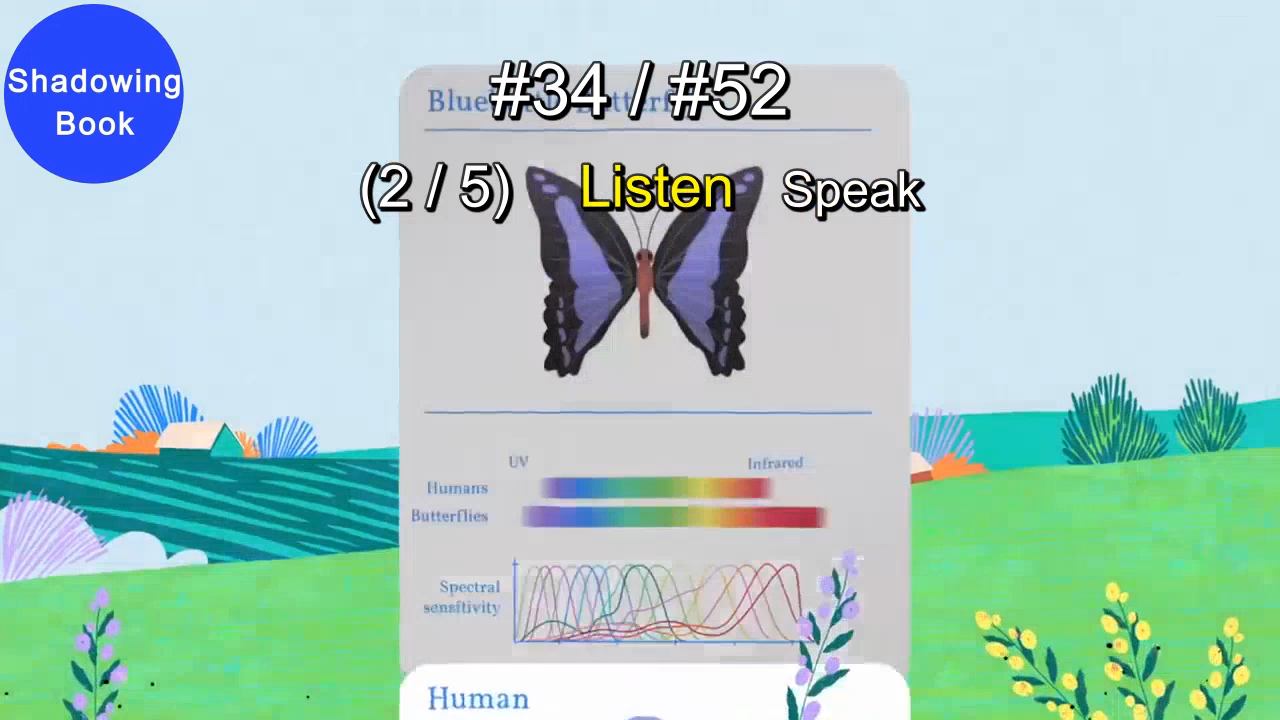 Shadowing
Book
#34 / #52
(2 / 5) Listen Speak
UV
Infrared
Humans
Butterflies
Spectral
sensitivity
Human